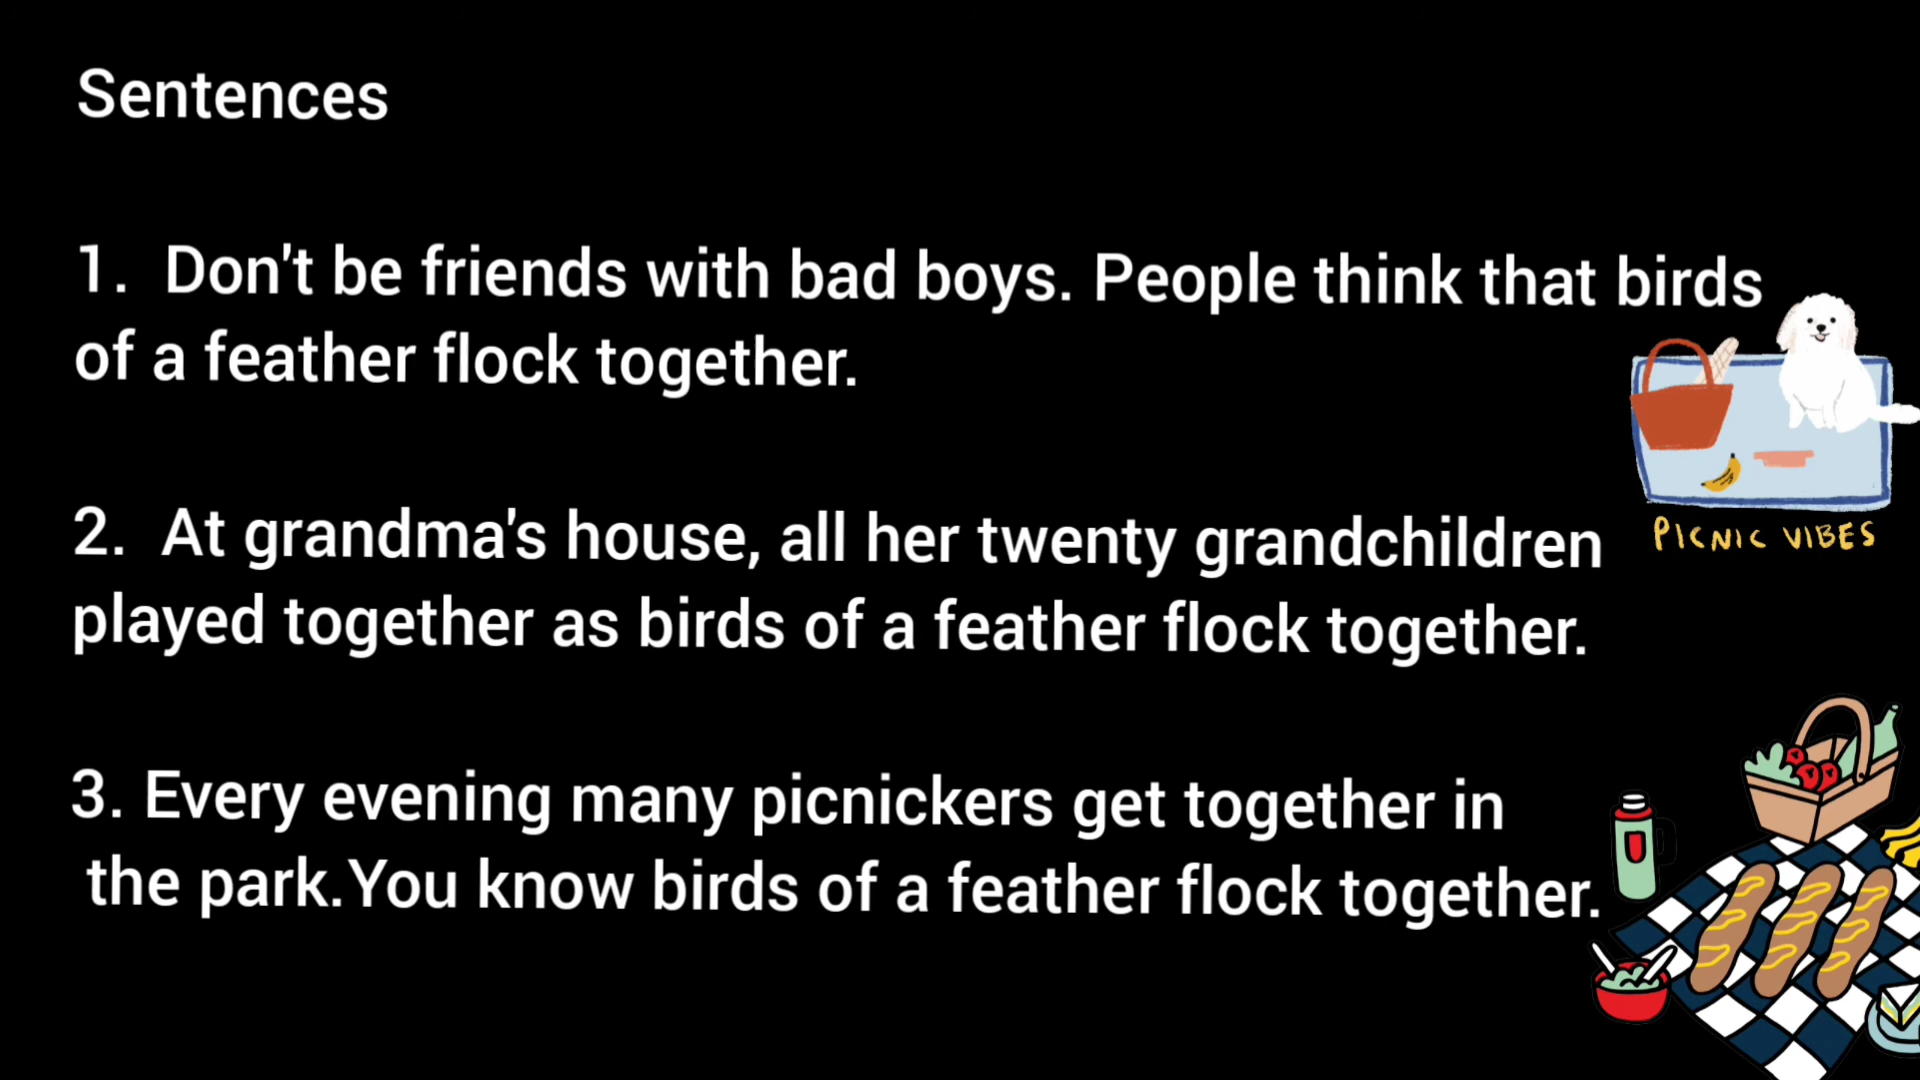 Sentences
1. Don't be friends with bad boys. People think that birds
of a feather flock together.
PICNIC VIBES
2. At grandma's house, all her twenty grandchildren
played together as birds of a feather flock together.
3. Every evening many picnickers get together in
the park.You know birds of a feather flock together.